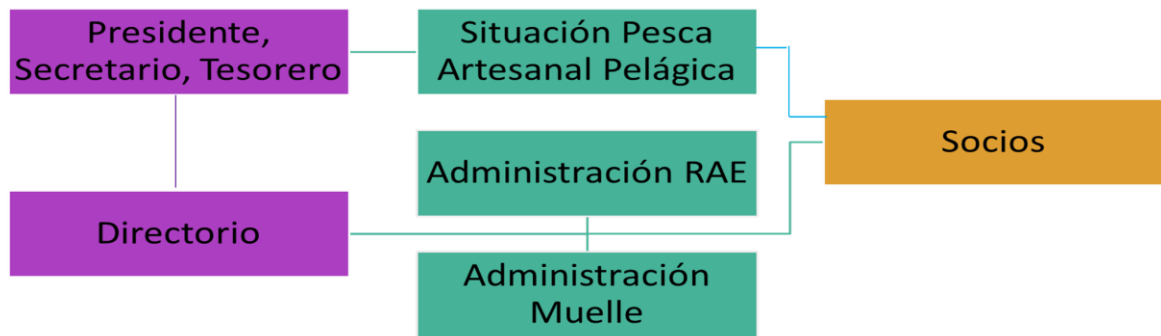 Presidente,
Secretario, Tesorero
Situación Pesca
Artesanal Pelágica
Socios
Administración RAE
Directorio
Administración
Muelle